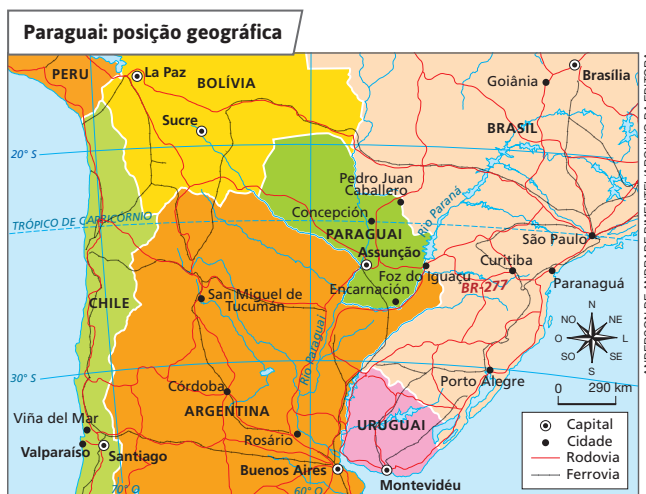 Paraguai: posição geográfica
PERU
La Paz
BOLÍVIA
Sucre
Goiânia
Brasília
BRASIL
20° S
Pedro Juan
Caballero
Rio Paraná
TRÓPICO DE CAPRICÓRNIO
Concepción
PARAGUAI
Assunção
São Paulo
Foz do Iguaçu
Curitiba
BR-277
Paranaguá
Encarnación
CHILE
San Miguel de
Tucumán
Rio Paraguai
N
NO
NE
O
L
SO
SE
S
30° S
Córdoba
Porto Alegre
0
290 km
ARGENTINA
Viña del Mar
Rosário
URUGUAI
Valparaíso
Santiago
Buenos Aires
Montevidéu
70° O
60° O
Capital
Cidade
Rodovia
Ferrovia